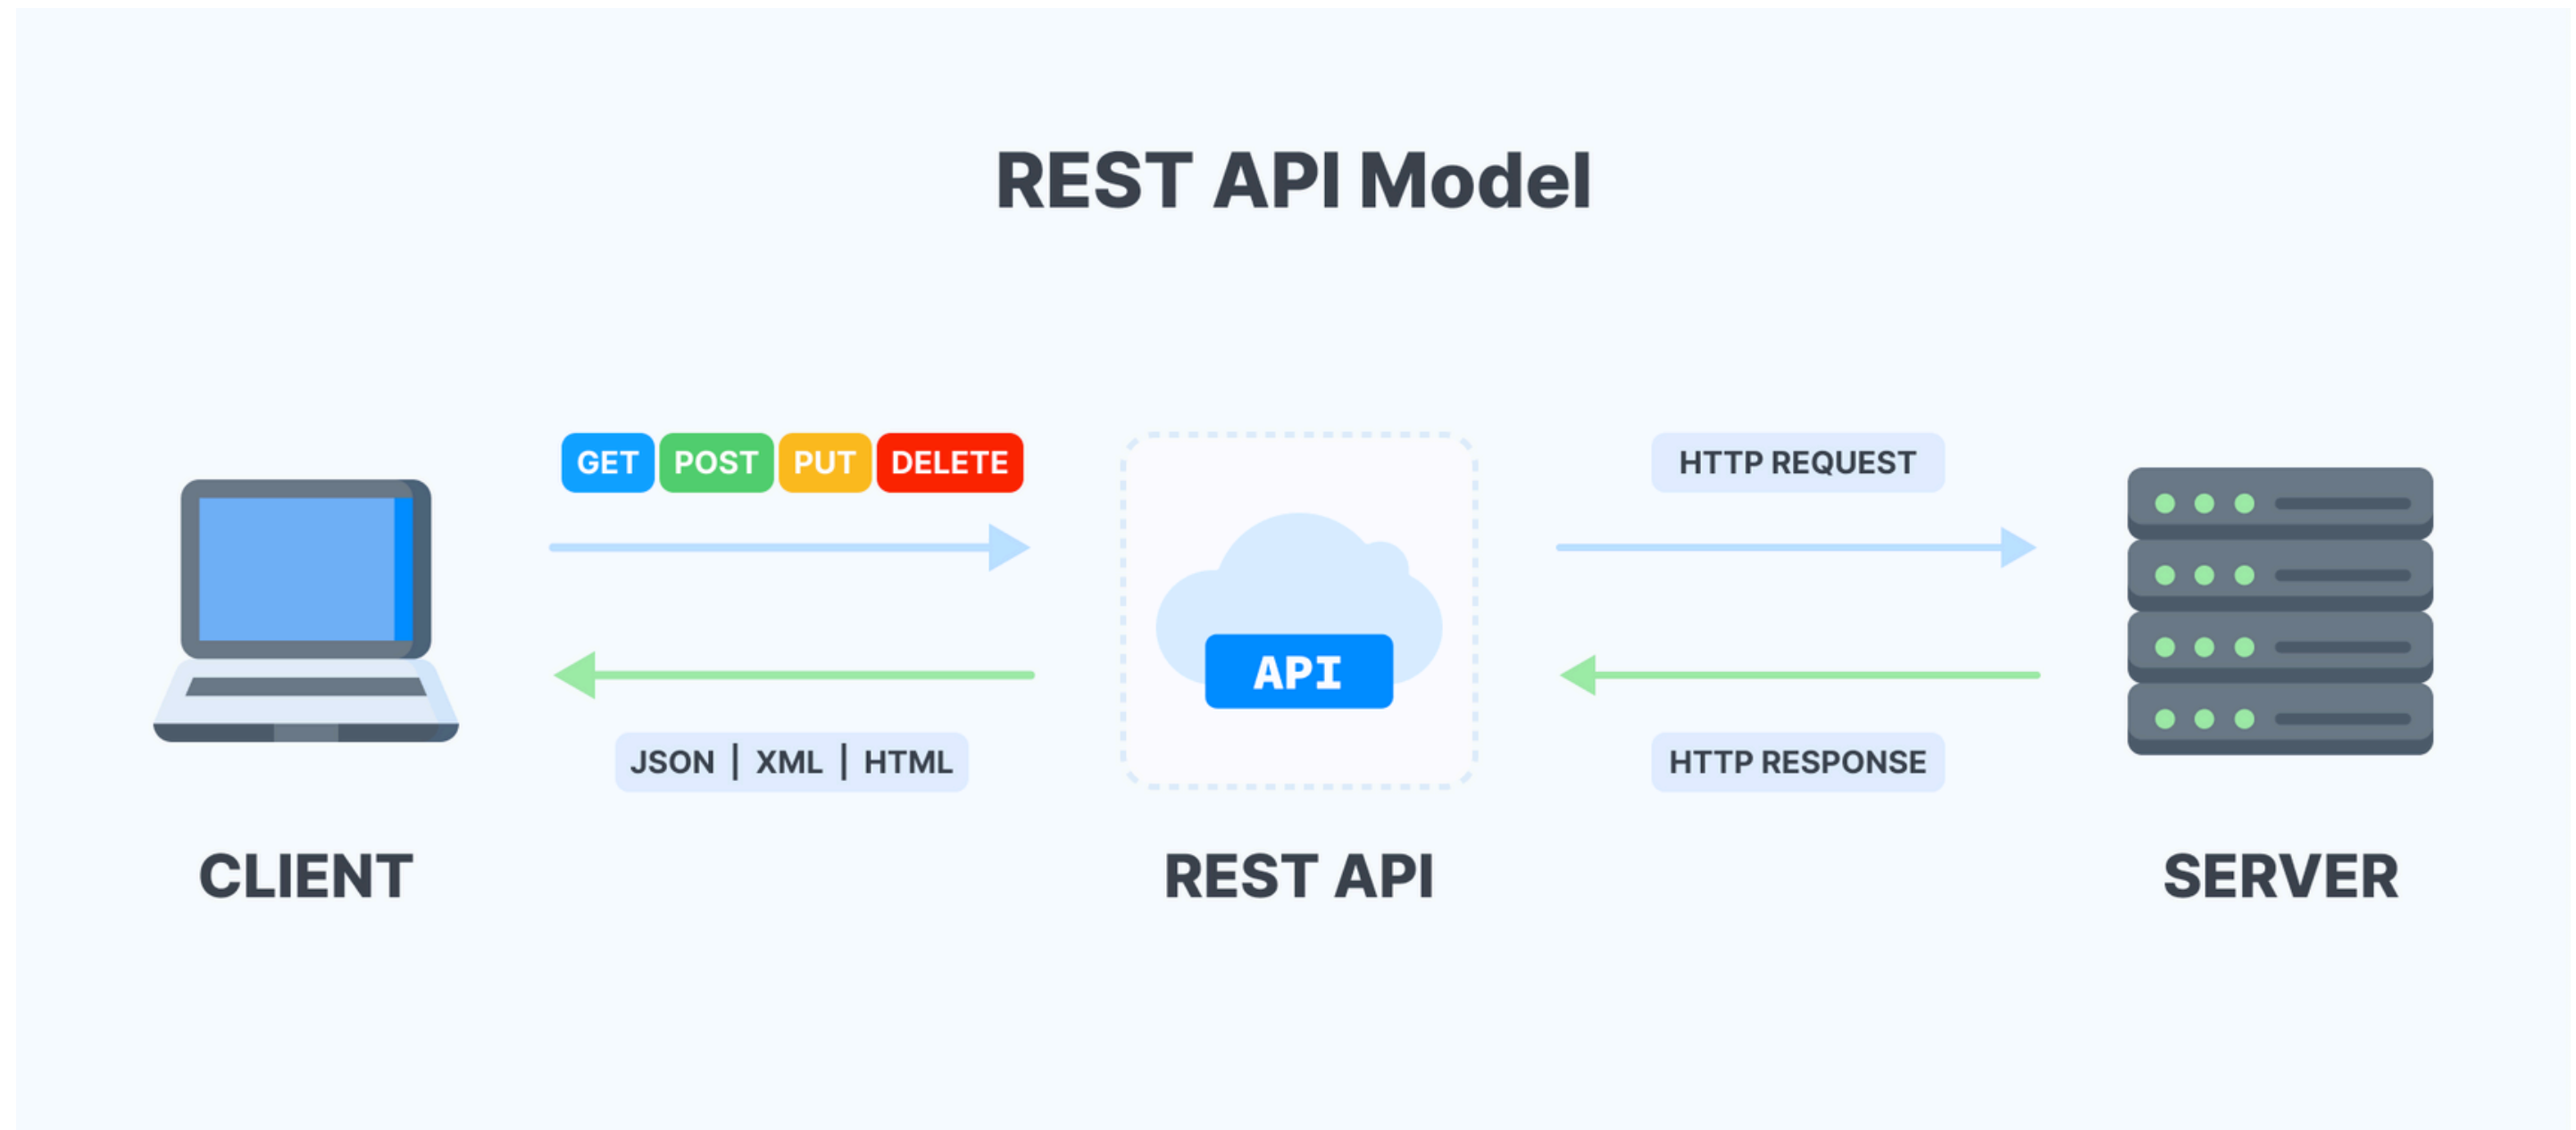 REST API Model
GET POST PUT DELETE
HTTP REQUEST
API
JSON | XML | HTML
HTTP RESPONSE
CLIENT
REST API
SERVER